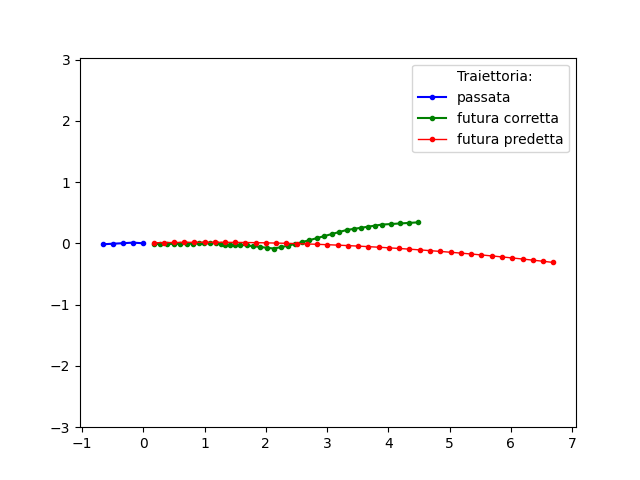 Traiettoria:
passata
futura corretta
futura predetta
3
2
1
0
−1
−2
−3
−1 0 1 2 3 4 5 6 7